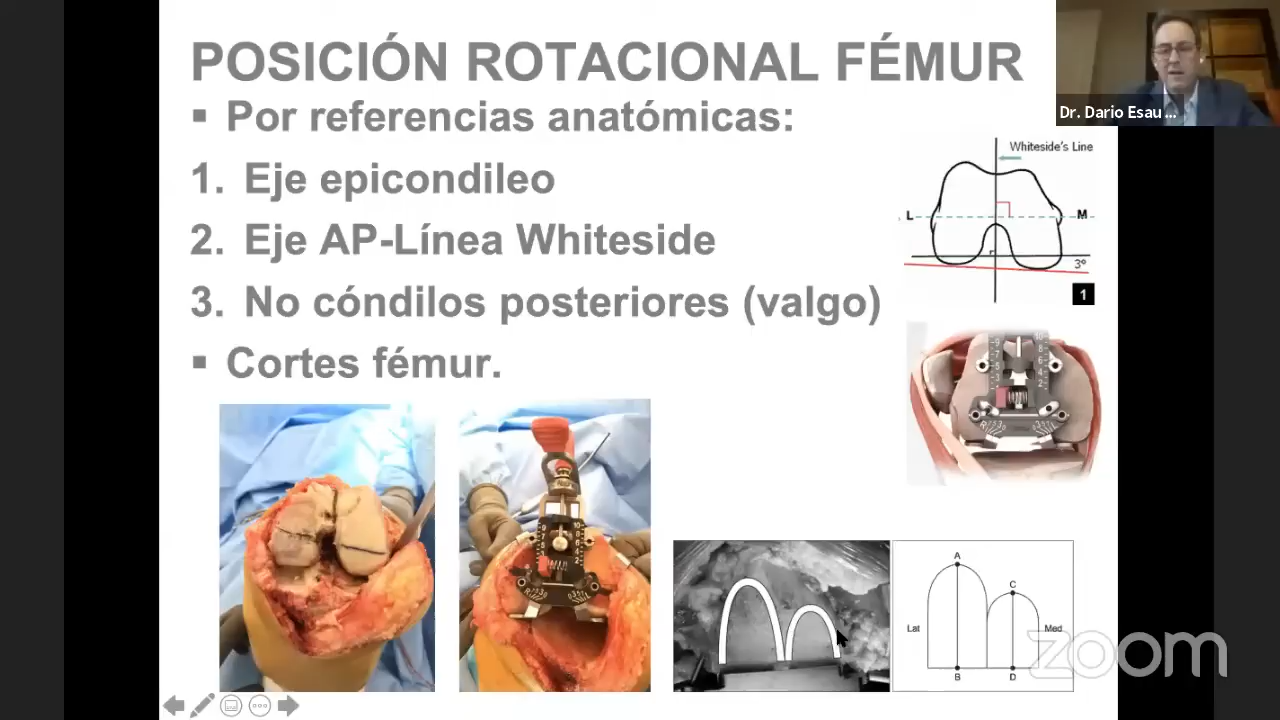 POSICIÓN ROTACIONAL FÉMUR
▪ Por referencias anatómicas:
1. Eje epicondileo
2. Eje AP-Línea Whiteside
3. No cóndilos posteriores (valgo)
▪ Cortes fémur.
Dr. Dario Esau ...
Whiteside's Line
L
M
3º
1
A
C
Lat
Med
B
D
zoom